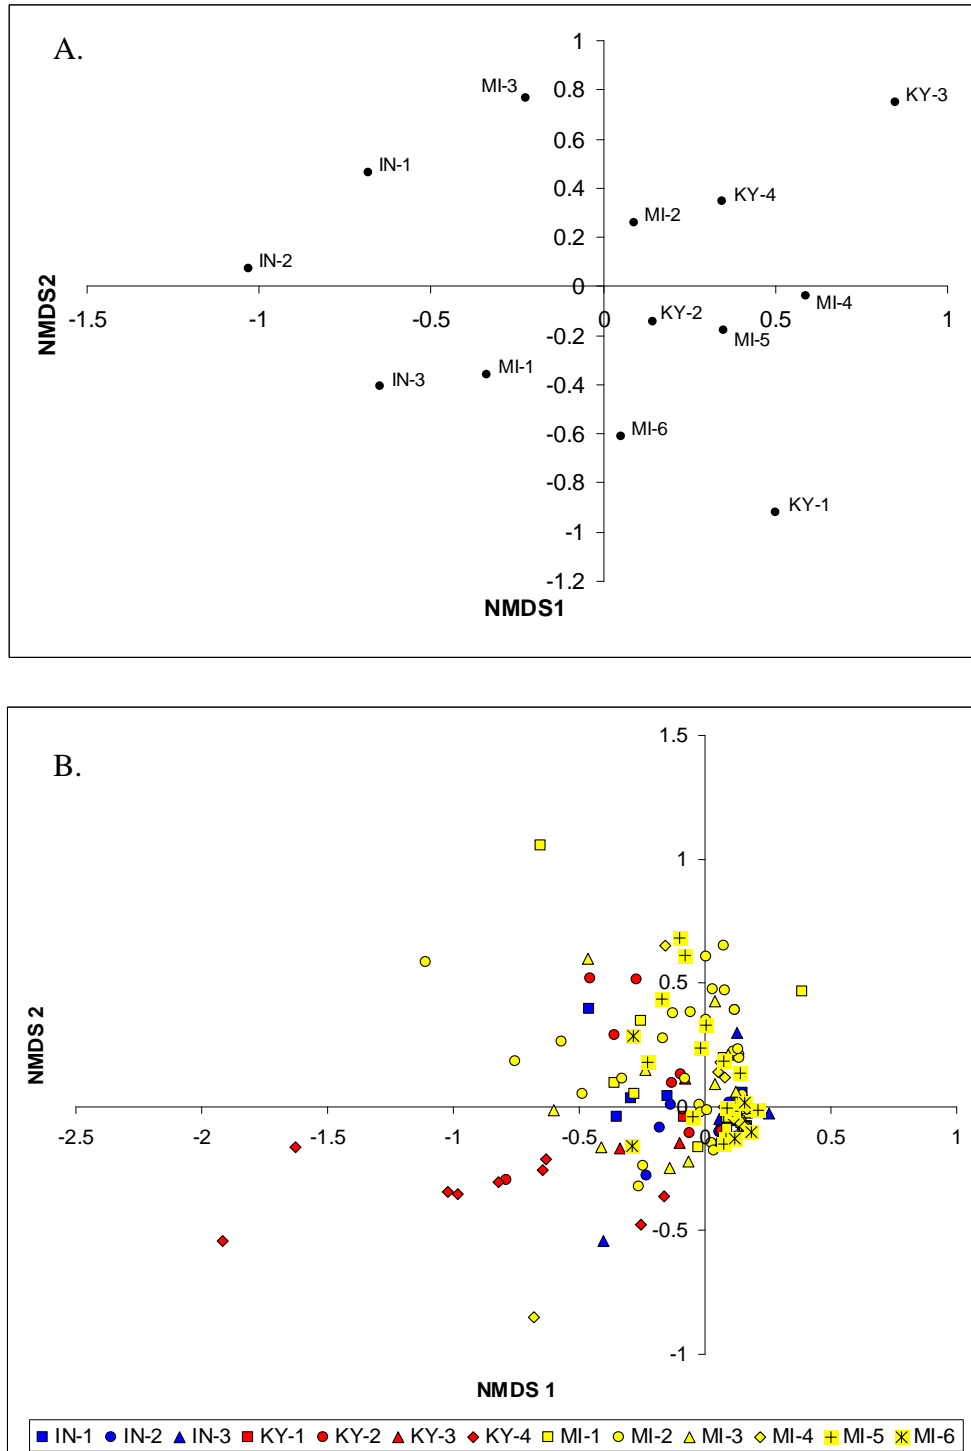 A.
1
MI-3
0.8
KY-3
0.6
IN-1
0.4
KY-4
MI-2
0.2
IN-2
0
NMDS2
-1.5
-1
-0.5
0
0.5
1
MI-4
KY-2
-0.2
MI-5
MI-1
IN-3
-0.4
MI-6
-0.6
-0.8
KY-1
-1
-1.2
NMDS1
B.
1.5
1
0.5
NMDS 2
0
-2.5
-2
-1.5
-1
-0.5
0
0.5
1
-0.5
-1
NMDS 1
IN-1 IN-2 IN-3 KY-1 KY-2 KY-3 KY-4 MI-1 MI-2 MI-3 MI-4 MI-5 MI-6